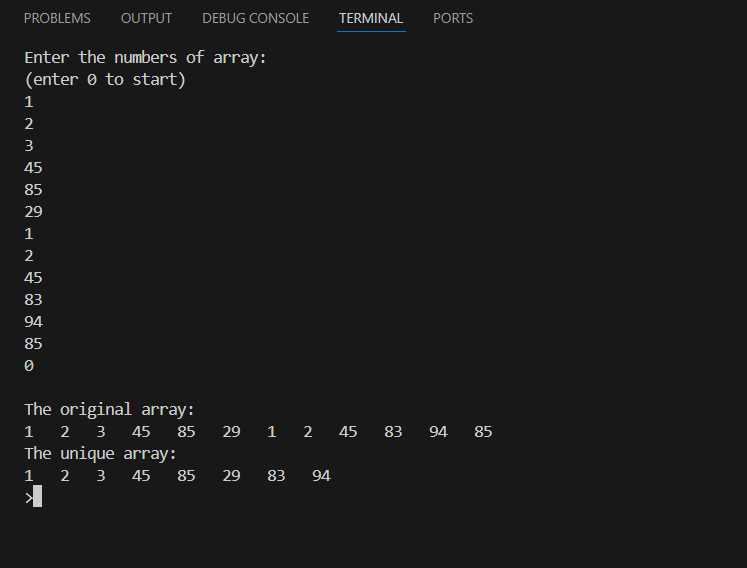 PROBLEMS OUTPUT DEBUG CONSOLE TERMINAL PORTS
Enter the numbers of array:
(enter 0 to start)
1
2
3
45
85
29
1
2
45
83
94
85
0
The original array:
1 2 3 45 85 29 1 2 45 83 94 85
The unique array:
1 2 3 45 85 29 83 94
>